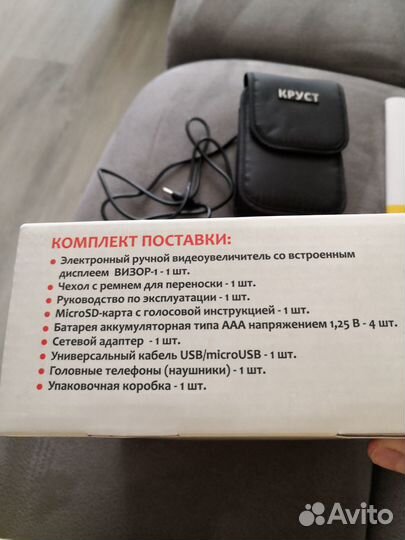 КРУСТ
КОМПЛЕКТ ПОСТАВКИ:
• Электронный ручной видеоувеличитель со встроенным
дисплеем ВИЗОР-1 - 1 шт.
• Чехол с ремнем для переноски - 1 шт.
• Руководство по эксплуатации - 1 шт.
• MicroSD-карта с голосовой инструкцией - 1 шт.
• Батарея аккумуляторная типа ААА напряжением 1,25 В - 4 шт.
• Сетевой адаптер - 1 шт.
• Универсальный кабель USB/microUSB - 1 шт.
• Головные телефоны (наушники) - 1 шт.
• Упаковочная коробка - 1 шт.
Avito